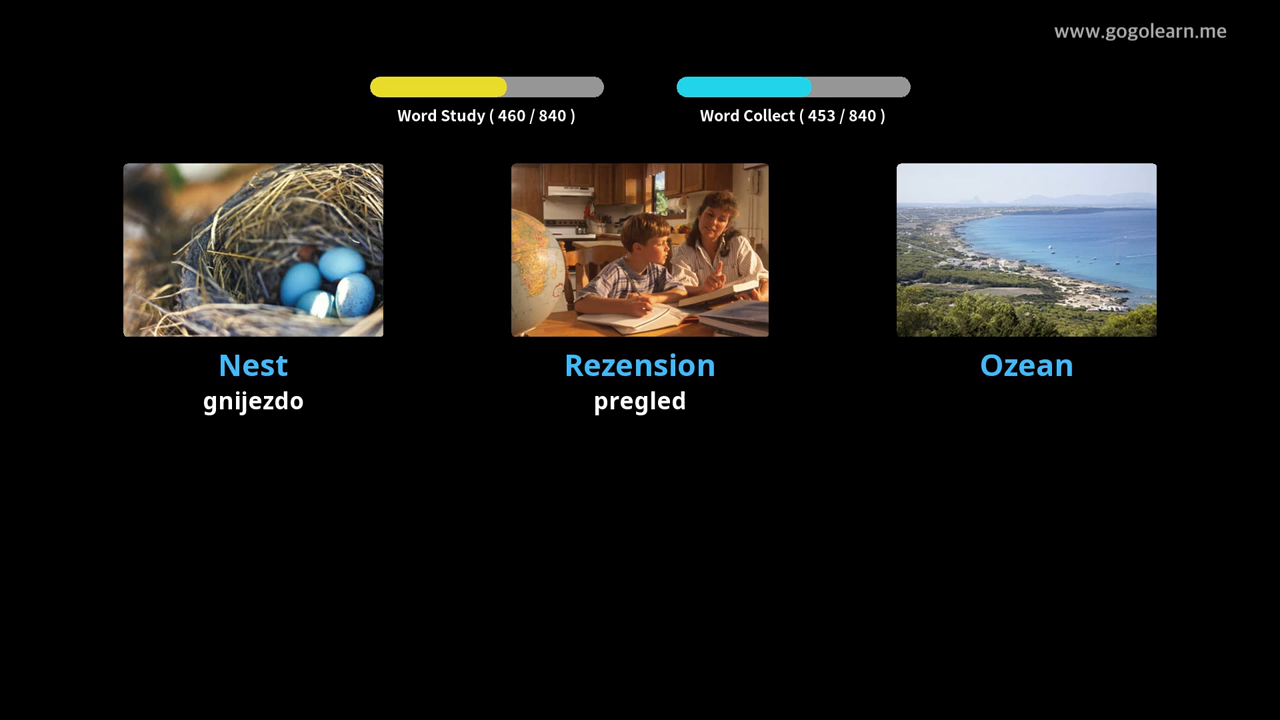 www.gogolearn.me
Word Study ( 460 / 840 )
Word Collect ( 453 / 840 )
Nest
gnijezdo
Rezension
pregled
Ozean